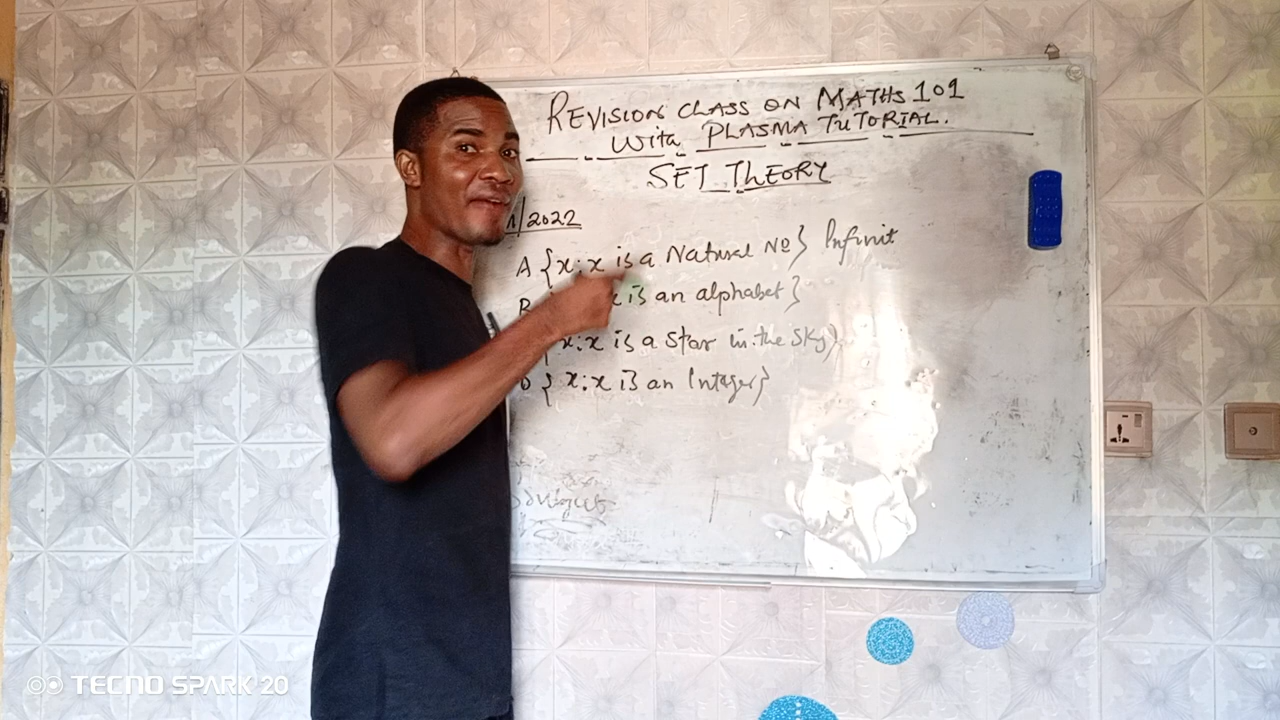 REVISION CLASS ON MATHS 101
With PLASMA TUTORIAL.
SET THEORY
1/2022
A {x:x is a Natural No} Infinit
B x is an alphabet}
{x:x is a Star in the Sky}
D { x:x is an Integer}
TECNO SPARK 20